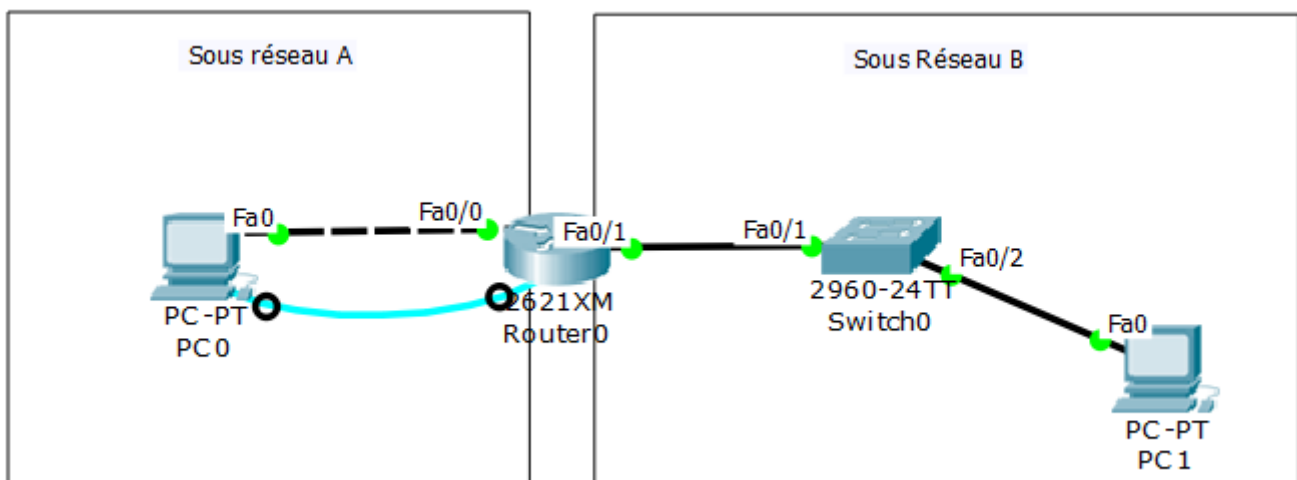 Sous réseau A
Sous Réseau B
Fa0
Fa0/0
Fa0/1
Fa0/1
Fa0/2
Fa0
PC-PT
PC0
2621XM
Router0
2960-24TT
Switch0
PC-PT
PC1